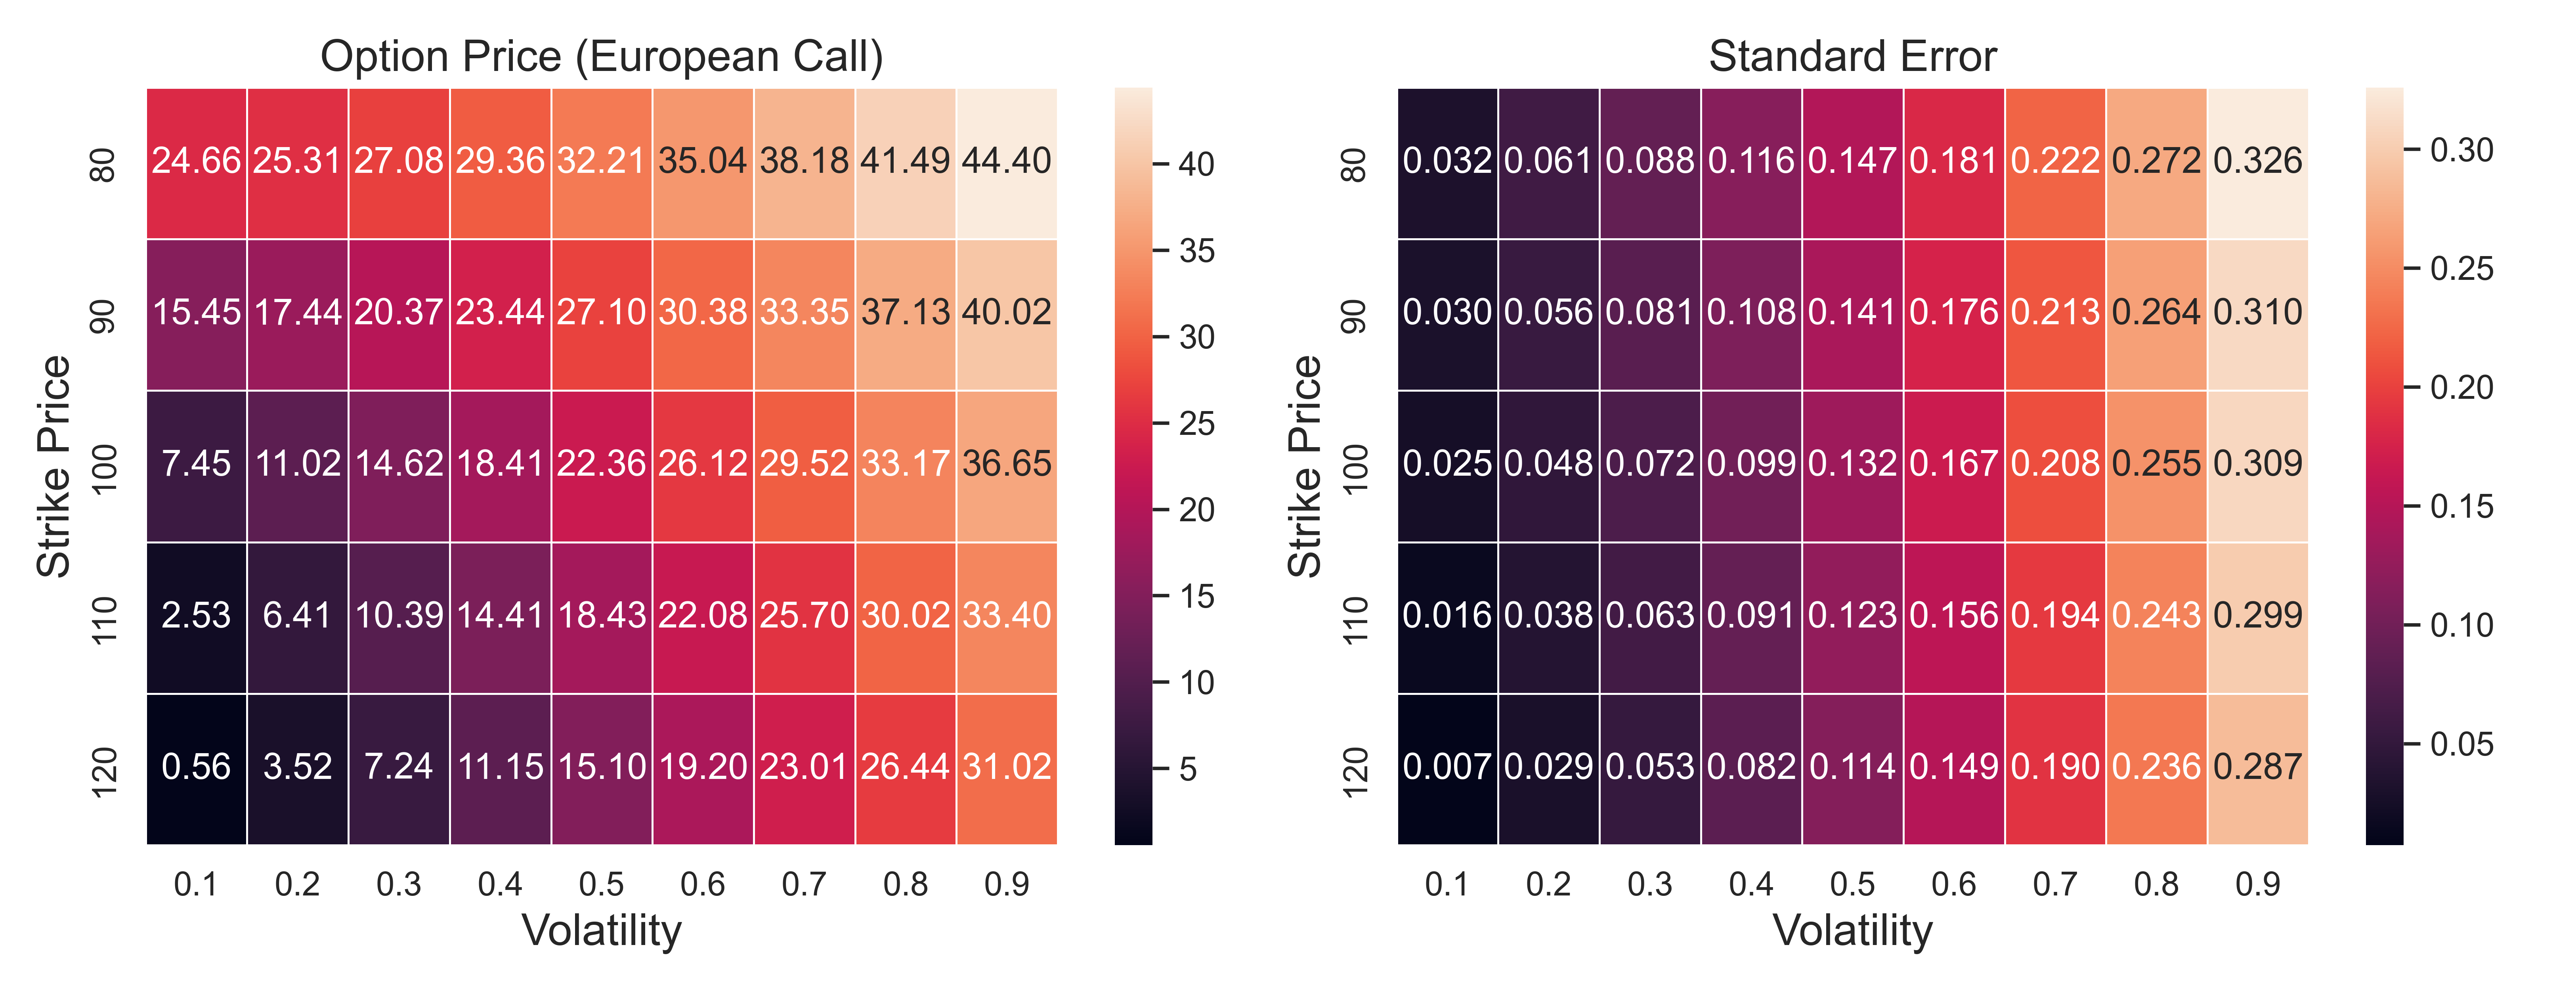 Option Price (European Call)
Strike Price
80
24.66 25.31 27.08 29.36 32.21 35.04 38.18 41.49 44.40
90
15.45 17.44 20.37 23.44 27.10 30.38 33.35 37.13 40.02
100
7.45 11.02 14.62 18.41 22.36 26.12 29.52 33.17 36.65
110
2.53 6.41 10.39 14.41 18.43 22.08 25.70 30.02 33.40
120
0.56 3.52 7.24 11.15 15.10 19.20 23.01 26.44 31.02
0.1 0.2 0.3 0.4 0.5 0.6 0.7 0.8 0.9
Volatility
40
35
30
25
20
15
10
5
Standard Error
Strike Price
80
0.032 0.061 0.088 0.116 0.147 0.181 0.222 0.272 0.326
90
0.030 0.056 0.081 0.108 0.141 0.176 0.213 0.264 0.310
100
0.025 0.048 0.072 0.099 0.132 0.167 0.208 0.255 0.309
110
0.016 0.038 0.063 0.091 0.123 0.156 0.194 0.243 0.299
120
0.007 0.029 0.053 0.082 0.114 0.149 0.190 0.236 0.287
0.1 0.2 0.3 0.4 0.5 0.6 0.7 0.8 0.9
Volatility
0.30
0.25
0.20
0.15
0.10
0.05